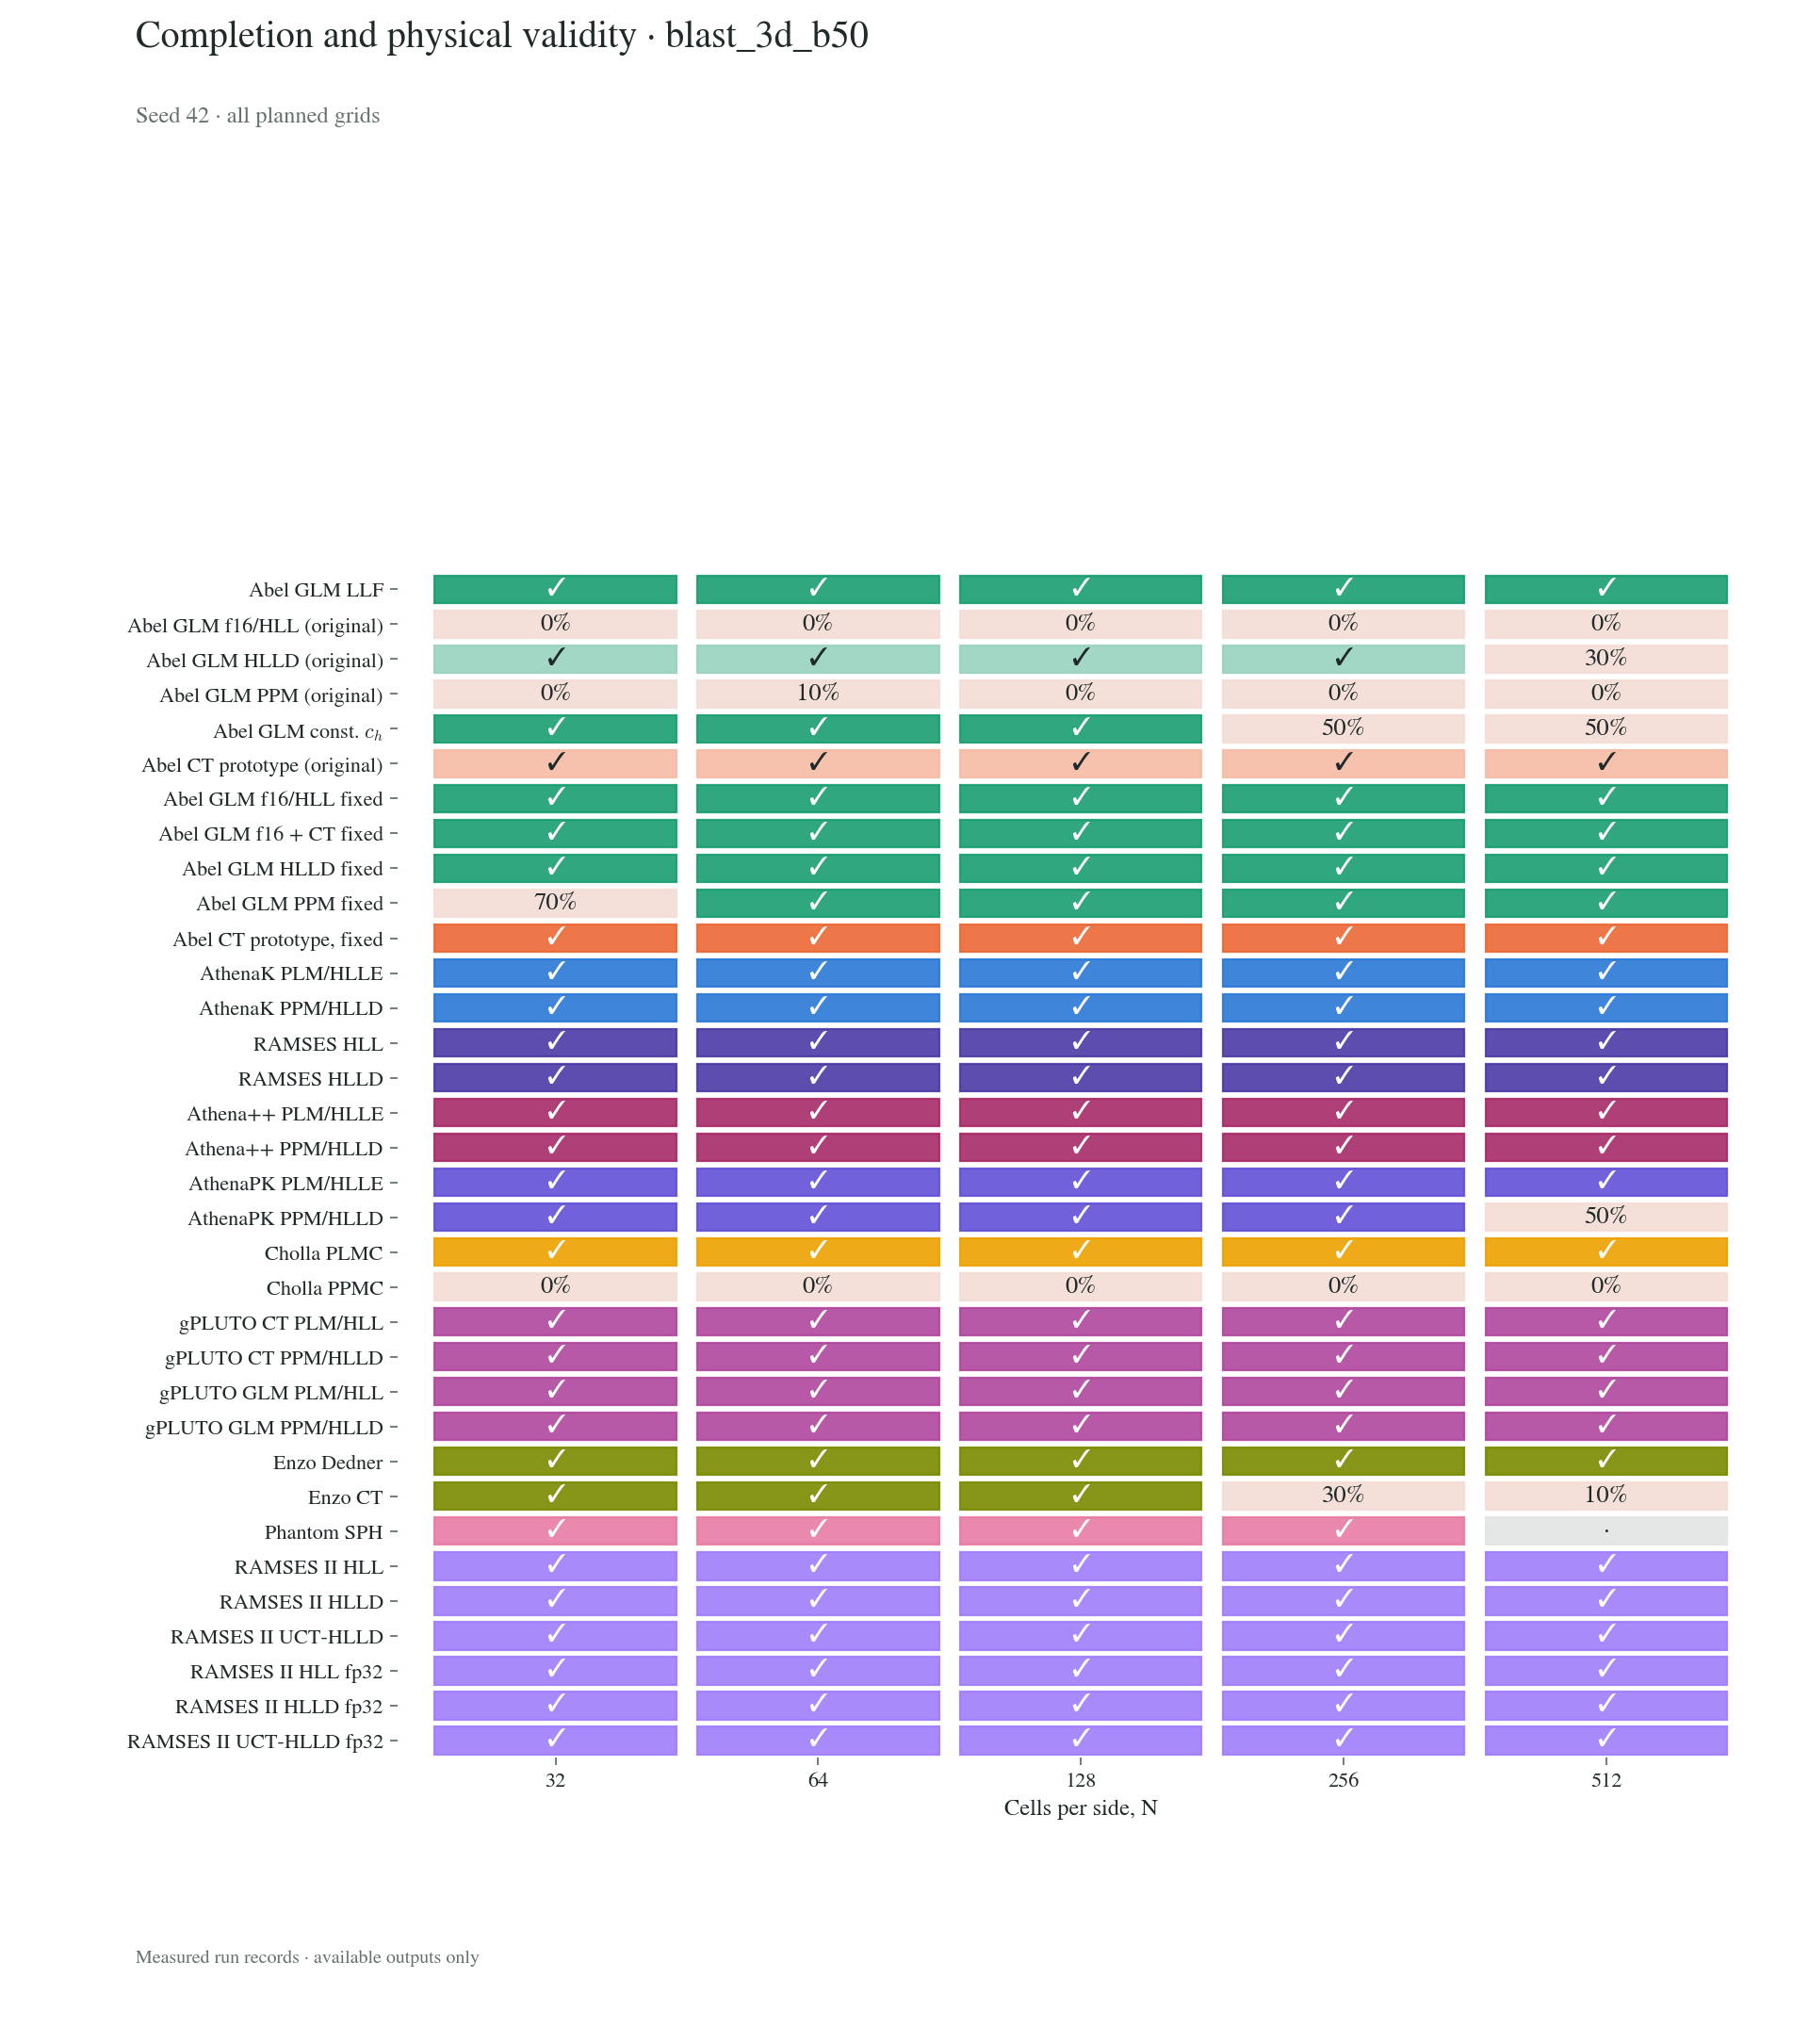 Completion and physical validity · blast_3d_b50
Seed 42 · all planned grids
Abel GLM LLF ✓ ✓ ✓ ✓ ✓
Abel GLM f16/HLL (original) 0% 0% 0% 0% 0%
Abel GLM HLLD (original) ✓ ✓ ✓ ✓ 30%
Abel GLM PPM (original) 0% 10% 0% 0% 0%
Abel GLM const. c_h ✓ ✓ ✓ 50% 50%
Abel CT prototype (original) ✓ ✓ ✓ ✓ ✓
Abel GLM f16/HLL fixed ✓ ✓ ✓ ✓ ✓
Abel GLM f16 + CT fixed ✓ ✓ ✓ ✓ ✓
Abel GLM HLLD fixed ✓ ✓ ✓ ✓ ✓
Abel GLM PPM fixed 70% ✓ ✓ ✓ ✓
Abel CT prototype, fixed ✓ ✓ ✓ ✓ ✓
AthenaK PLM/HLLE ✓ ✓ ✓ ✓ ✓
AthenaK PPM/HLLD ✓ ✓ ✓ ✓ ✓
RAMSES HLL ✓ ✓ ✓ ✓ ✓
RAMSES HLLD ✓ ✓ ✓ ✓ ✓
Athena++ PLM/HLLE ✓ ✓ ✓ ✓ ✓
Athena++ PPM/HLLD ✓ ✓ ✓ ✓ ✓
AthenaPK PLM/HLLE ✓ ✓ ✓ ✓ ✓
AthenaPK PPM/HLLD ✓ ✓ ✓ ✓ 50%
Cholla PLMC ✓ ✓ ✓ ✓ ✓
Cholla PPMC 0% 0% 0% 0% 0%
gPLUTO CT PLM/HLL ✓ ✓ ✓ ✓ ✓
gPLUTO CT PPM/HLLD ✓ ✓ ✓ ✓ ✓
gPLUTO GLM PLM/HLL ✓ ✓ ✓ ✓ ✓
gPLUTO GLM PPM/HLLD ✓ ✓ ✓ ✓ ✓
Enzo Dedner ✓ ✓ ✓ ✓ ✓
Enzo CT ✓ ✓ ✓ 30% 10%
Phantom SPH ✓ ✓ ✓ ✓ ·
RAMSES II HLL ✓ ✓ ✓ ✓ ✓
RAMSES II HLLD ✓ ✓ ✓ ✓ ✓
RAMSES II UCT-HLLD ✓ ✓ ✓ ✓ ✓
RAMSES II HLL fp32 ✓ ✓ ✓ ✓ ✓
RAMSES II HLLD fp32 ✓ ✓ ✓ ✓ ✓
RAMSES II UCT-HLLD fp32 ✓ ✓ ✓ ✓ ✓
32 64 128 256 512
Cells per side, N
Measured run records · available outputs only